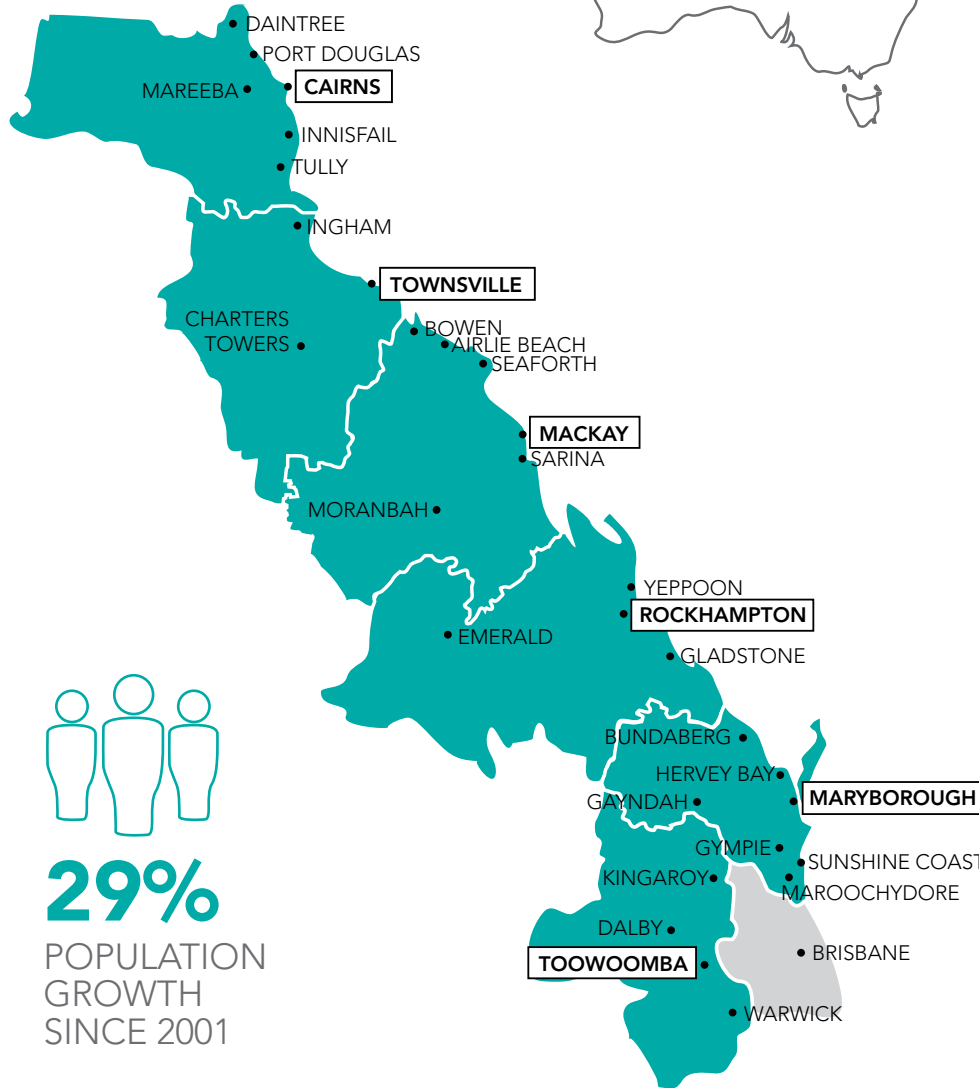 DAINTREE
PORT DOUGLAS
MAREEBA
CAIRNS
INNISFAIL
TULLY
INGHAM
TOWNSVILLE
CHARTERS
TOWERS
BOWEN
AIRLIE BEACH
SEAFORTH
MACKAY
SARINA
MORANBAH
YEPPOON
ROCKHAMPTON
EMERALD
GLADSTONE
BUNDABERG
HERVEY BAY
GAYNDAH
MARYBOROUGH
GYMPIE
SUNSHINE COAST
KINGAROY
MAROOCHYDORE
DALBY
BRISBANE
TOOWOOMBA
WARWICK
29%
POPULATION
GROWTH
SINCE 2001